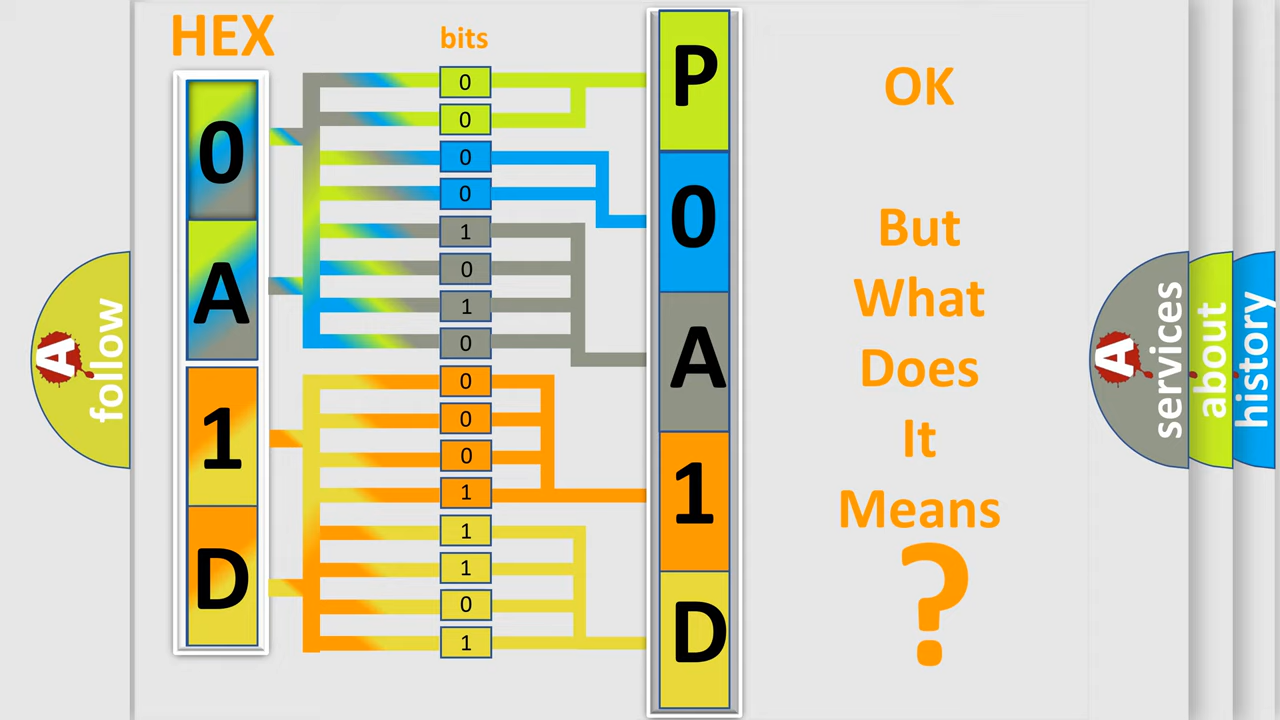 HEX
bits
0
A
1
D
0
0
0
0
1
0
1
0
0
0
0
1
1
1
0
1
P
0
A
1
D
OK
But
What
Does
It
Means
?
A
follow
A
services
about
history